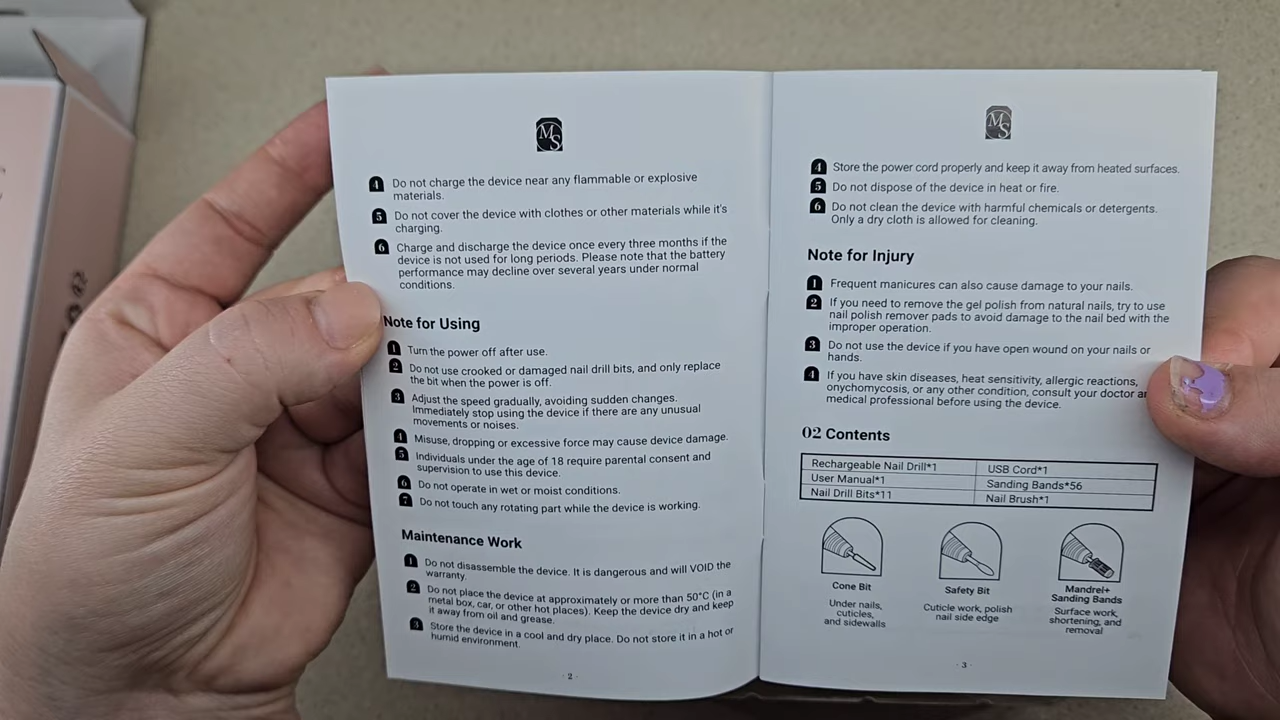 MS
4 Do not charge the device near any flammable or explosive
materials.
5 Do not cover the device with clothes or other materials while it's
charging.
6 Charge and discharge the device once every three months if the
device is not used for long periods. Please note that the battery
performance may decline over several years under normal
conditions.
Note for Using
1 Turn the power off after use.
2 Do not use crooked or damaged nail drill bits, and only replace
the bit when the power is off.
3 Adjust the speed gradually, avoiding sudden changes.
Immediately stop using the device if there are any unusual
movements or noises.
4 Misuse, dropping or excessive force may cause device damage.
5 Individuals under the age of 18 require parental consent and
supervision to use this device.
6 Do not operate in wet or moist conditions.
7 Do not touch any rotating part while the device is working.
Maintenance Work
1 Do not disassemble the device. It is dangerous and will VOID the
warranty.
2 Do not place the device at approximately or more than 50°C (in a
metal box, car, or other hot places). Keep the device dry and keep
it away from oil and grease.
3 Store the device in a cool and dry place. Do not store it in a hot or
humid environment.
· 2 ·
MS
4 Store the power cord properly and keep it away from heated surfaces.
5 Do not dispose of the device in heat or fire.
6 Do not clean the device with harmful chemicals or detergents.
Only a dry cloth is allowed for cleaning.
Note for Injury
1 Frequent manicures can also cause damage to your nails.
2 If you need to remove the gel polish from natural nails, try to use
nail polish remover pads to avoid damage to the nail bed with the
improper operation.
3 Do not use the device if you have open wound on your nails or
hands.
4 If you have skin diseases, heat sensitivity, allergic reactions,
onychomycosis, or any other condition, consult your doctor
medical professional before using the device.
02 Contents
Rechargeable Nail Drill*1 USB Cord*1
User Manual*1 Sanding Bands*56
Nail Drill Bits*11 Nail Brush*1
Cone Bit
Under nails,
cuticles,
and sidewalls
Safety Bit
Cuticle work, polish
nail side edge
Mandrel+
Sanding Bands
Surface work,
shortening, and
removal
· 3 ·